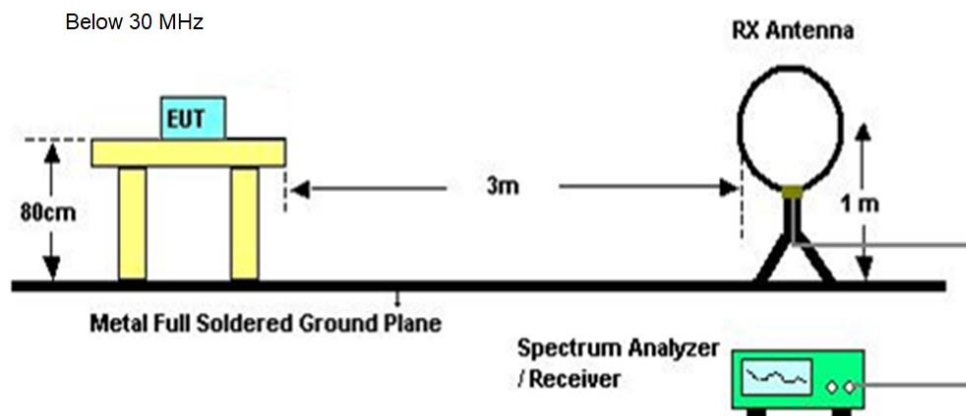 Below 30 MHz
RX Antenna
EUT
80cm
3m
1 m
Metal Full Soldered Ground Plane
Spectrum Analyzer
/ Receiver